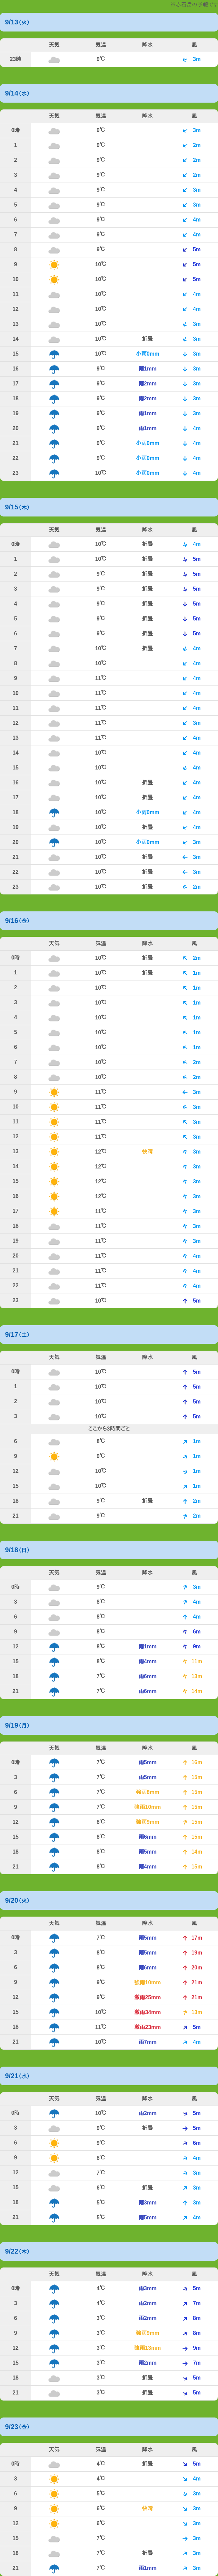 ※赤岳頂の予報です
9/13（火）
天気 気温 降水 風
23時 9℃ 3m
9/14（水）
天気 気温 降水 風
0時 9℃ 3m
1 9℃ 2m
2 9℃ 2m
3 9℃ 2m
4 9℃ 3m
5 9℃ 3m
6 9℃ 4m
7 9℃ 4m
8 9℃ 5m
9 10℃ 5m
10 10℃ 5m
11 10℃ 4m
12 10℃ 4m
13 10℃ 3m
14 10℃ 折曇 3m
15 10℃ 小雨0mm 3m
16 9℃ 雨1mm 3m
17 9℃ 雨2mm 3m
18 9℃ 雨2mm 3m
19 9℃ 雨1mm 3m
20 9℃ 雨1mm 4m
21 9℃ 小雨0mm 4m
22 9℃ 小雨0mm 4m
23 10℃ 小雨0mm 4m
9/15（木）
天気 気温 降水 風
0時 10℃ 折曇 4m
1 10℃ 折曇 5m
2 9℃ 折曇 5m
3 9℃ 折曇 5m
4 9℃ 折曇 5m
5 9℃ 折曇 5m
6 9℃ 折曇 5m
7 10℃ 折曇 4m
8 10℃ 4m
9 11℃ 4m
10 11℃ 4m
11 11℃ 4m
12 11℃ 3m
13 11℃ 4m
14 10℃ 4m
15 10℃ 4m
16 10℃ 折曇 4m
17 10℃ 折曇 4m
18 10℃ 小雨0mm 4m
19 10℃ 折曇 4m
20 10℃ 小雨0mm 3m
21 10℃ 折曇 3m
22 10℃ 折曇 3m
23 10℃ 折曇 2m
9/16（金）
天気 気温 降水 風
0時 10℃ 折曇 2m
1 10℃ 折曇 1m
2 10℃ 1m
3 10℃ 1m
4 10℃ 1m
5 10℃ 1m
6 10℃ 1m
7 10℃ 2m
8 10℃ 2m
9 11℃ 3m
10 11℃ 3m
11 11℃ 3m
12 11℃ 3m
13 12℃ 快晴 3m
14 12℃ 3m
15 12℃ 3m
16 12℃ 3m
17 11℃ 3m
18 11℃ 3m
19 11℃ 3m
20 11℃ 4m
21 11℃ 4m
22 11℃ 4m
23 10℃ 5m
9/17（土）
天気 気温 降水 風
0時 10℃ 5m
1 10℃ 5m
2 10℃ 5m
3 10℃ 5m
ここから3時間ごと
6 8℃ 1m
9 9℃ 1m
12 10℃ 1m
15 10℃ 1m
18 9℃ 折曇 2m
21 9℃ 2m
9/18（日）
天気 気温 降水 風
0時 9℃ 3m
3 8℃ 4m
6 8℃ 4m
9 8℃ 6m
12 8℃ 雨1mm 9m
15 8℃ 雨4mm 11m
18 7℃ 雨6mm 13m
21 7℃ 雨6mm 14m
9/19（月）
天気 気温 降水 風
0時 7℃ 雨5mm
3 7℃ 雨5mm 15m
6 7℃ 15m
9 7℃ 強雨10mm 15m
12 8℃ 15m
15 8℃ 雨6mm 15m
18 8℃ 雨5mm 14m
21 8℃ 雨4mm 15m
9/20（火）
天気 気温 降水 風
0時 7℃ 雨5mm 17m
3 8℃ 雨5mm 19m
6 8℃ 雨6mm 20m
9 9℃ 強雨10mm 21m
12 9℃ 激雨25mm 21m
15 10℃ 激雨34mm 13m
18 11℃ 激雨23mm 5m
21 10℃ 雨7mm 4m
9/21（水）
天気 気温 降水 風
0時 10℃ 雨2mm 5m
3 9℃ 折曇 5m
6 9℃ 6m
9 8℃ 4m
12 7℃ 3m
15 6℃ 折曇 3m
18 5℃ 雨3mm 3m
21 5℃ 雨5mm 4m
9/22（木）
天気 気温 降水 風
0時 4℃ 雨3mm 5m
3 4℃ 雨2mm 7m
6 3℃ 雨2mm 8m
9 3℃ 8m
12 3℃ 強雨13mm 9m
15 3℃ 雨2mm 7m
18 3℃ 折曇 5m
21 3℃ 折曇 5m
9/23（金）
天気 気温 降水 風
0時 4℃ 折曇 5m
3 4℃ 4m
6 5℃ 3m
9 6℃ 快晴 3m
12 6℃ 3m
15 7℃ 3m
18 7℃ 折曇 3m
21 7℃ 雨1mm 3m